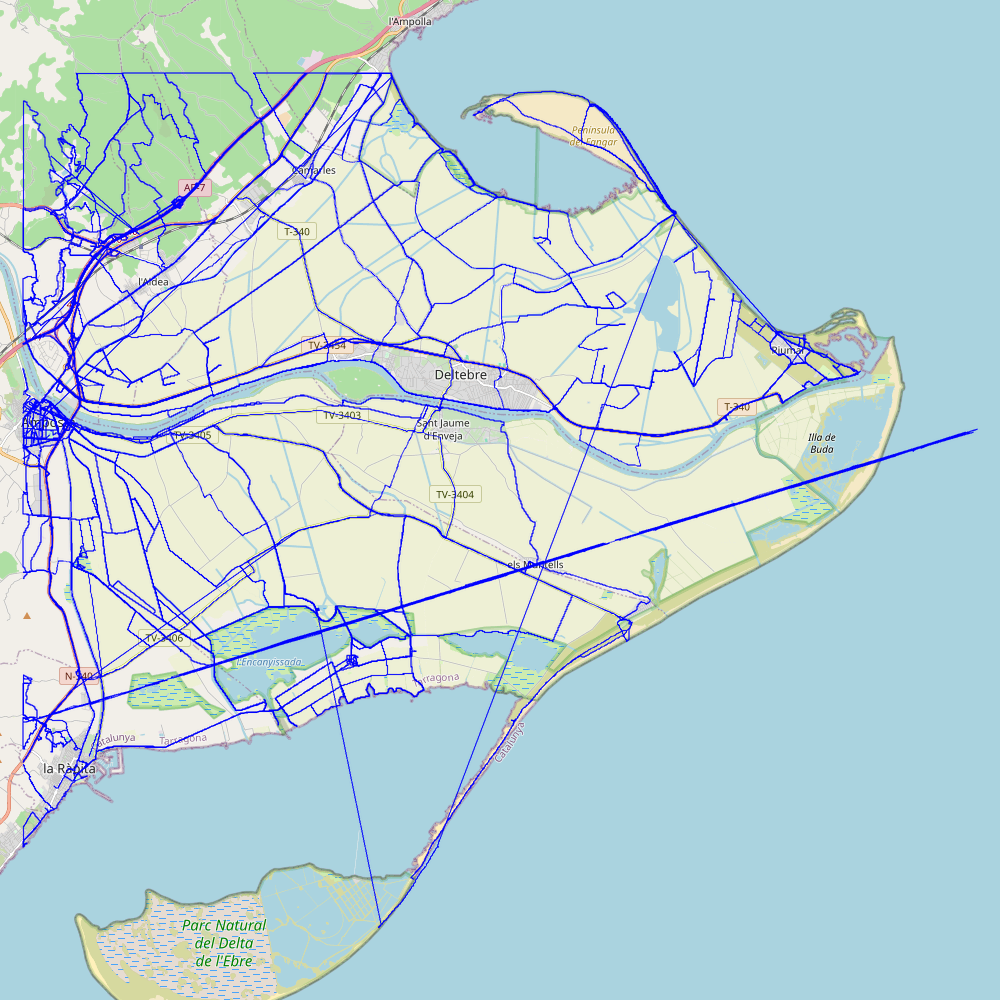 l'Ampolla
Península
del Fangar
Camarles
AP-7
T-340
l'Aldea
TV-3454
Riumar
Deltebre
T-340
TV-3403
Amposta
Sant Jaume
d'Enveja
TV-3405
Illa de
Buda
TV-3404
els Muntells
TV-3406
l'Encanyissada
N-340
Tarragona
Catalunya
Tarragona
Catalunya
la Ràpita
Parc Natural
del Delta
de l'Ebre